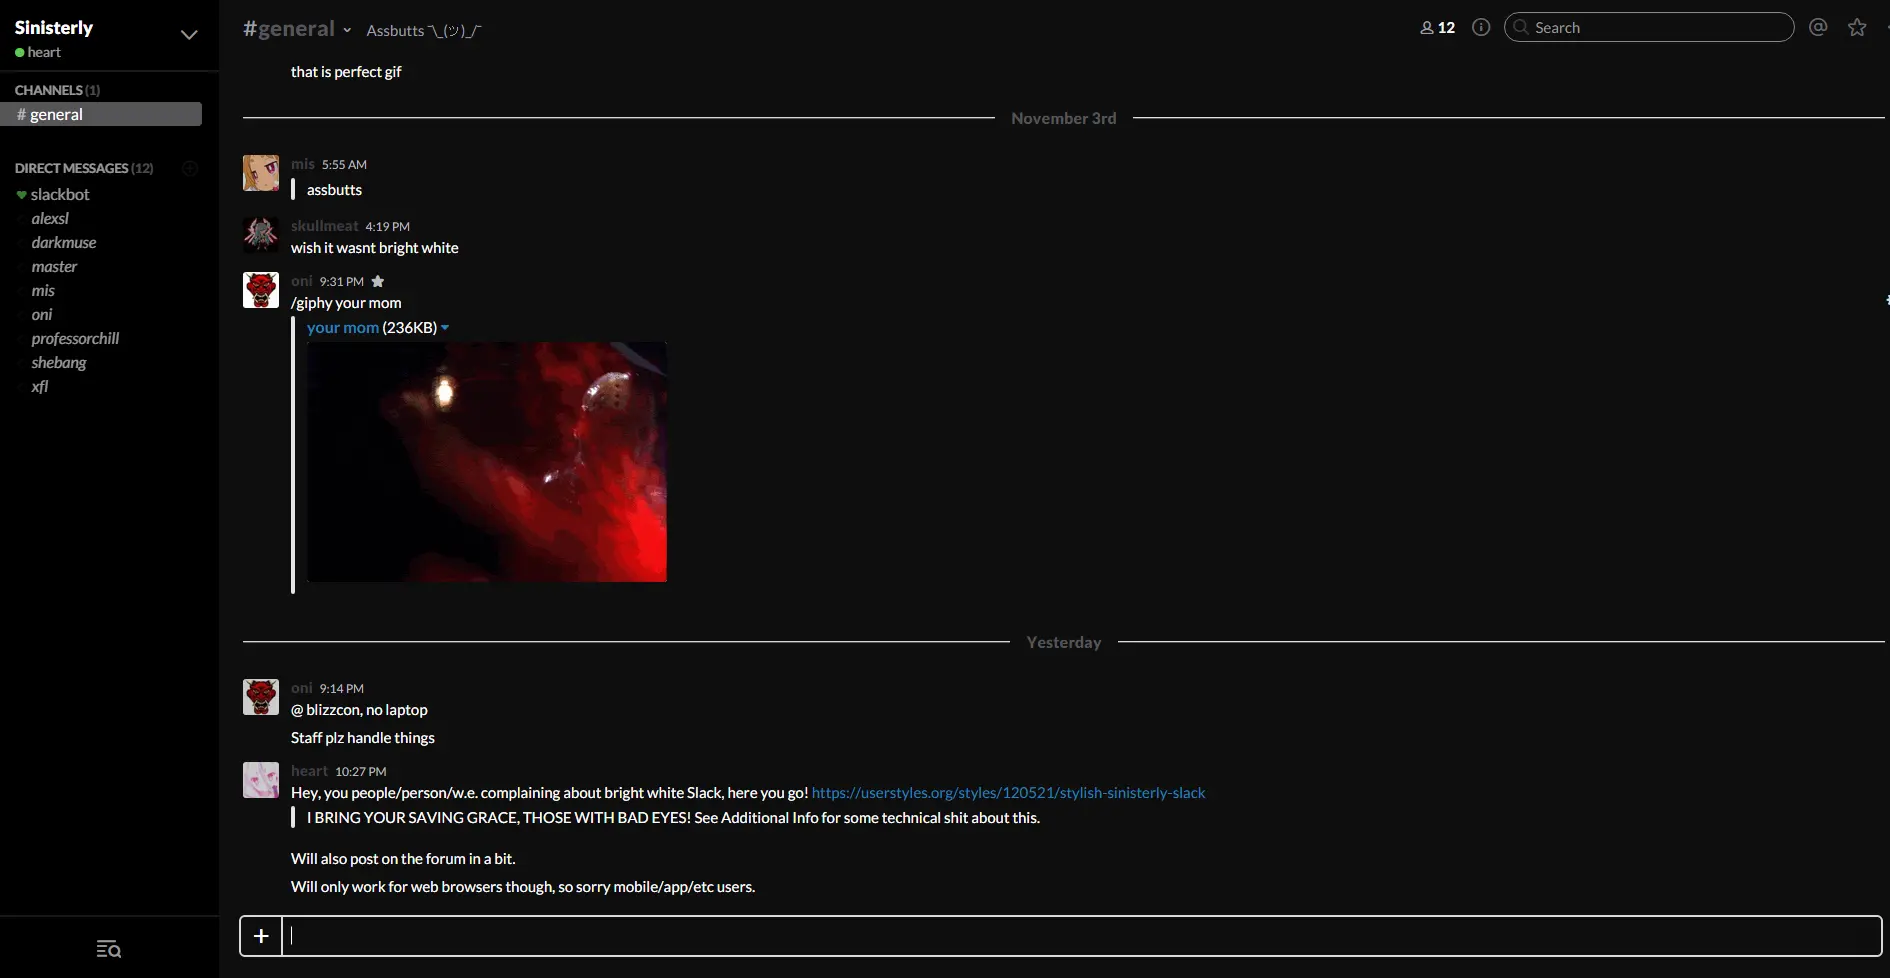 Sinisterly
heart
CHANNELS (1)
# general
DIRECT MESSAGES (12)
slackbot
alexsl
darkmuse
master
mis
oni
professorchill
shebang
xfl
#general
Assbutts ¯\_(ツ)_/¯
12
Search
that is perfect gif
November 3rd
mis 5:55 AM
assbutts
skullmeat 4:19 PM
wish it wasnt bright white
oni 9:31 PM
/giphy your mom
your mom (236KB)
Yesterday
oni 9:14 PM
@ blizzcon, no laptop
Staff plz handle things
heart 10:27 PM
Hey, you people/person/w.e. complaining about bright white Slack, here you go! https://userstyles.org/styles/120521/stylish-sinisterly-slack
I BRING YOUR SAVING GRACE, THOSE WITH BAD EYES! See Additional Info for some technical shit about this.
Will also post on the forum in a bit.
Will only work for web browsers though, so sorry mobile/app/etc users.